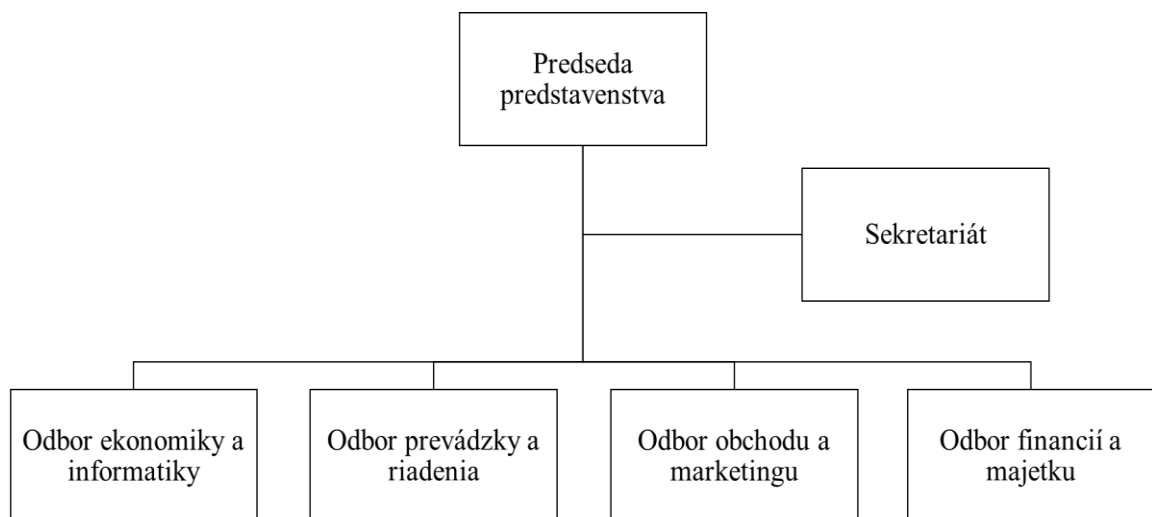 Predseda
predstavenstva
Sekretariát
Odbor ekonomiky a
informatiky
Odbor prevádzky a
riadenia
Odbor obchodu a
marketingu
Odbor financií a
majetku